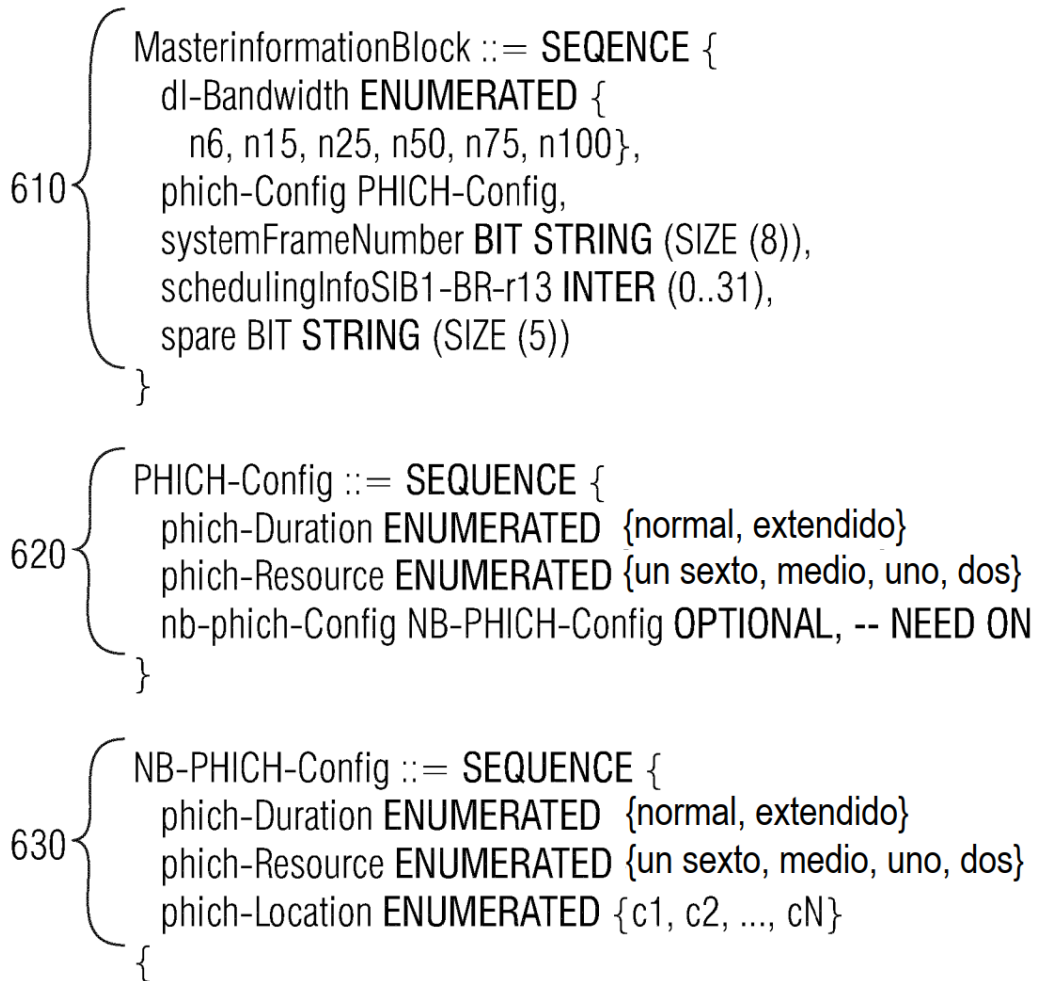 MasterinformationBlock ::= SEQENCE {
dl-Bandwidth ENUMERATED {
n6, n15, n25, n50, n75, n100},
610
phich-Config PHICH-Config,
systemFrameNumber BIT STRING (SIZE (8)),
schedulingInfoSIB1-BR-r13 INTER (0..31),
spare BIT STRING (SIZE (5))
}
PHICH-Config ::= SEQUENCE {
phich-Duration ENUMERATED {normal, extendido}
620
phich-Resource ENUMERATED {un sexto, medio, uno, dos}
nb-phich-Config NB-PHICH-Config OPTIONAL, -- NEED ON
}
NB-PHICH-Config ::= SEQUENCE {
phich-Duration ENUMERATED {normal, extendido}
630
phich-Resource ENUMERATED {un sexto, medio, uno, dos}
phich-Location ENUMERATED {c1, c2, ..., cN}
{